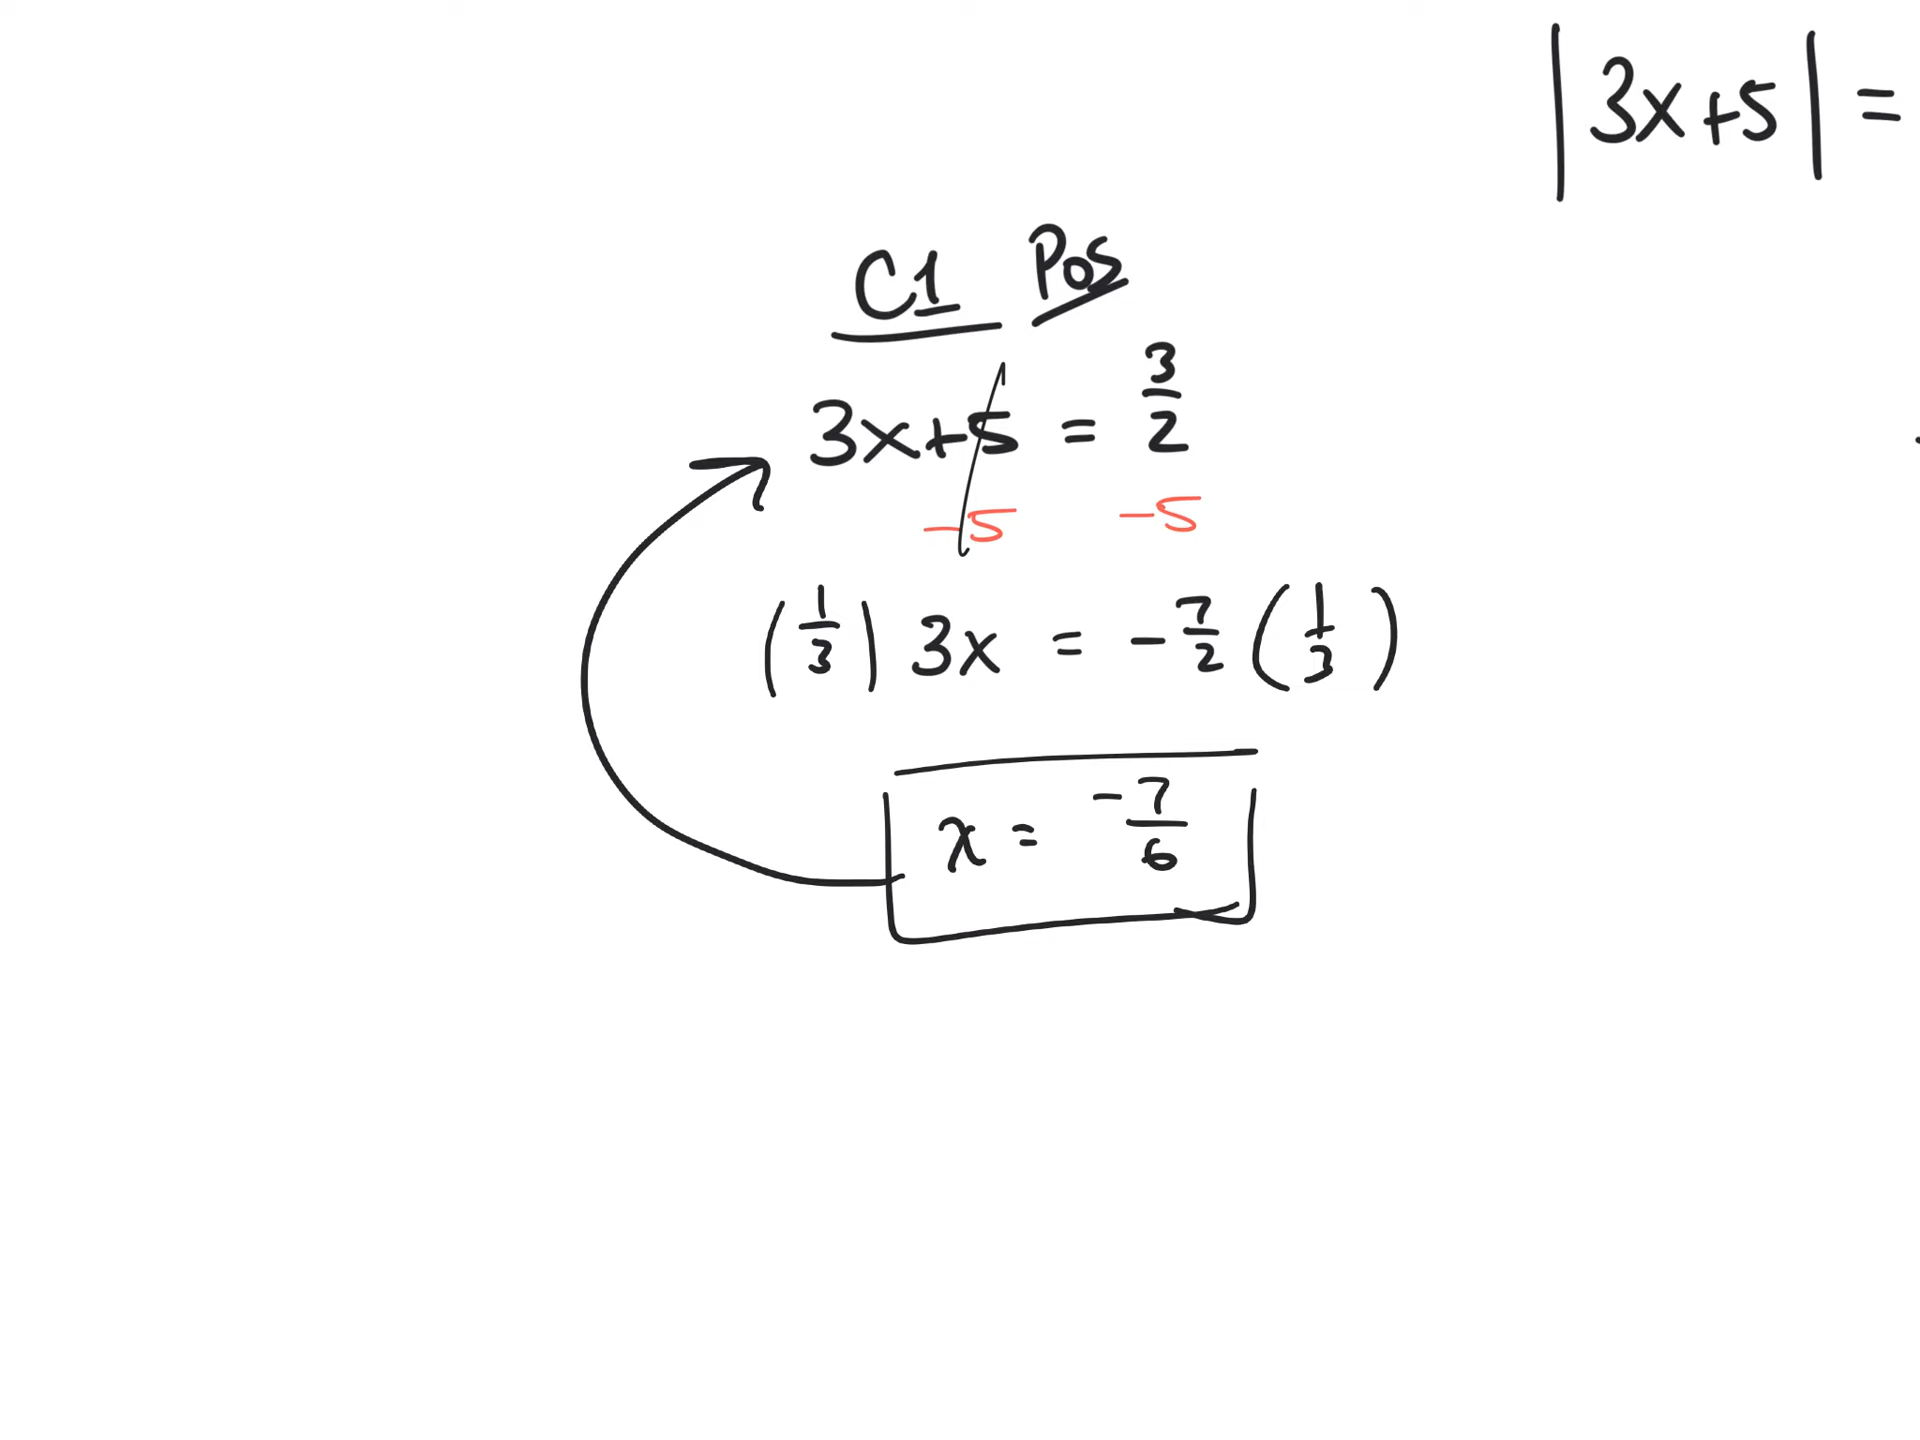 |3x+5| =
C1 Pos
3x+5 = 3/2
-5 -5
(1/3) 3x = -7/2 (1/3)
x = -7/6